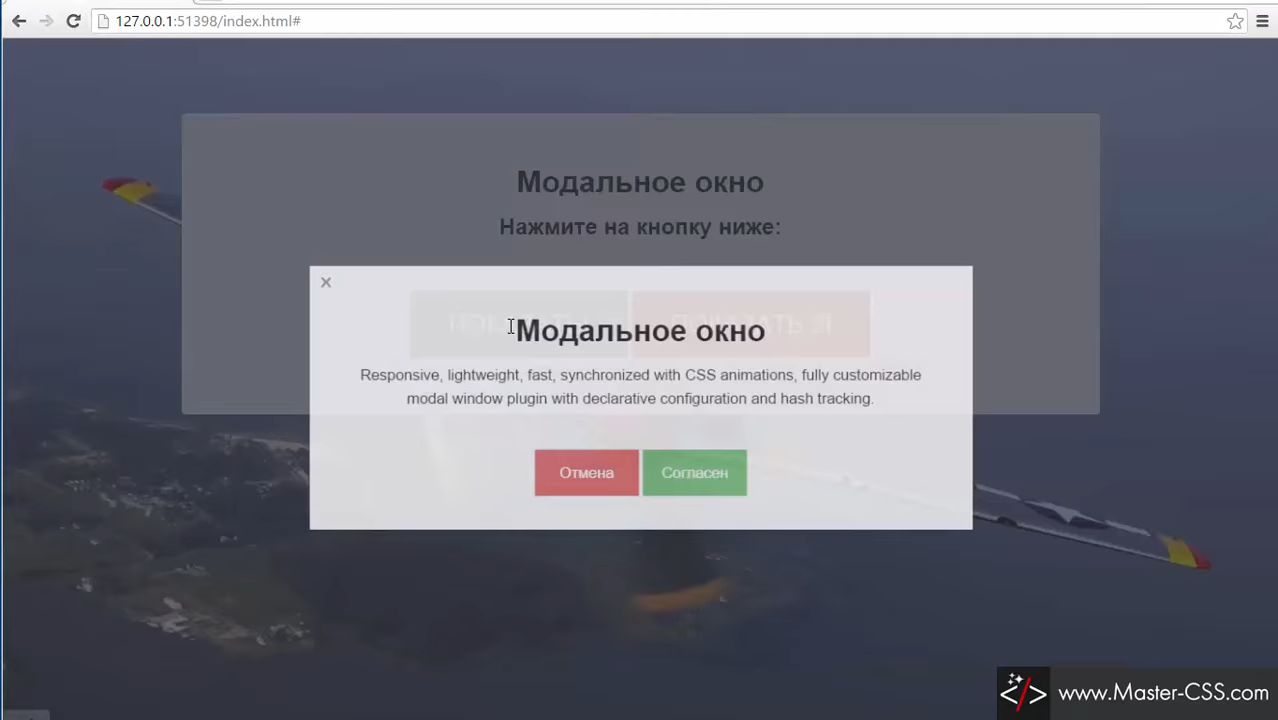 127.0.0.1:51398/index.html#
Модальное окно
Нажмите на кнопку ниже:
×
Модальное окно
Responsive, lightweight, fast, synchronized with CSS animations, fully customizable
modal window plugin with declarative configuration and hash tracking.
Отмена Согласен
www.Master-CSS.com